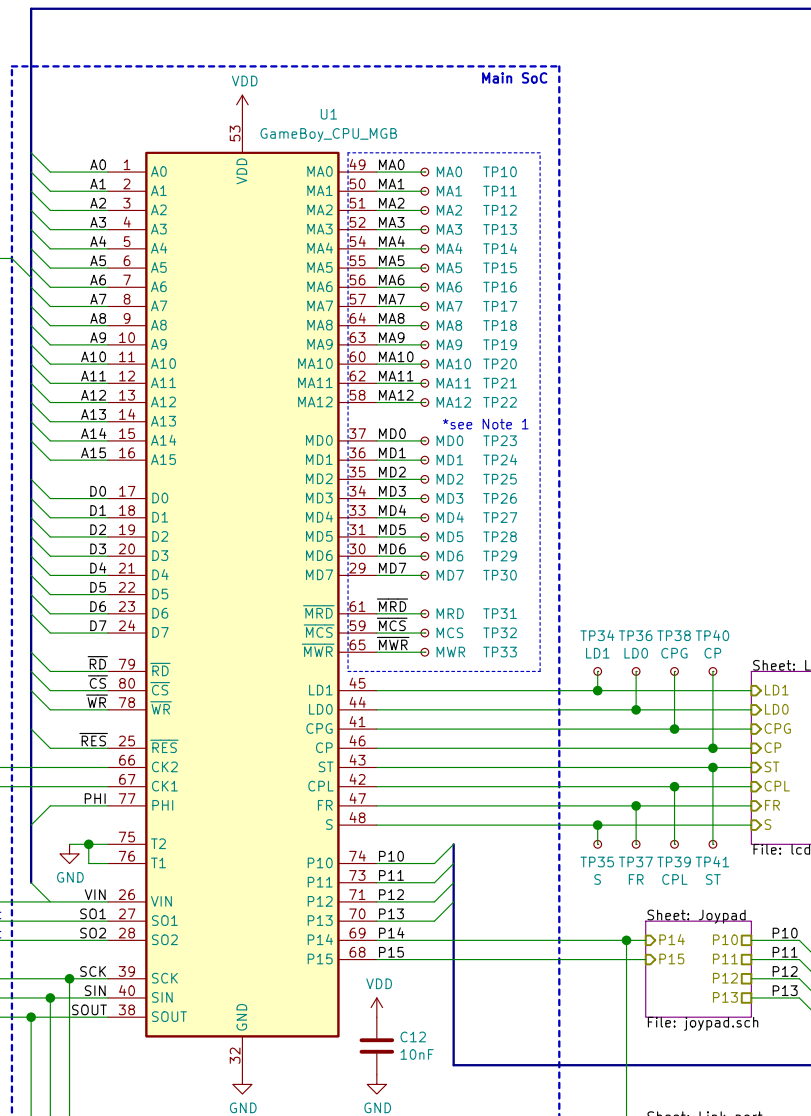 Main SoC
VDD
U1
GameBoy_CPU_MGB
53
VDD
A0 1 A0 MA0 49 MA0 MA0 TP10
A1 2 A1 MA1 50 MA1 MA1 TP11
A2 3 A2 MA2 51 MA2 MA2 TP12
A3 4 A3 MA3 52 MA3 MA3 TP13
A4 5 A4 MA4 54 MA4 MA4 TP14
A5 6 A5 MA5 55 MA5 MA5 TP15
A6 7 A6 MA6 56 MA6 MA6 TP16
A7 8 A7 MA7 57 MA7 MA7 TP17
A8 9 A8 MA8 64 MA8 MA8 TP18
A9 10 A9 MA9 63 MA9 MA9 TP19
A10 11 A10 MA10 60 MA10 MA10 TP20
A11 12 A11 MA11 62 MA11 MA11 TP21
A12 13 A12 MA12 58 MA12 MA12 TP22
A13 14 A13 *see Note 1
A14 15 A14 MD0 37 MD0 MD0 TP23
A15 16 A15 MD1 36 MD1 MD1 TP24
MD2 35 MD2 MD2 TP25
D0 17 D0 MD3 34 MD3 MD3 TP26
D1 18 D1 MD4 33 MD4 MD4 TP27
D2 19 D2 MD5 31 MD5 MD5 TP28
D3 20 D3 MD6 30 MD6 MD6 TP29
D4 21 D4 MD7 29 MD7 MD7 TP30
D5 22 D5
D6 23 D6 MRD 61 MRD MRD TP31
D7 24 D7 MCS 59 MCS MCS TP32
MWR 65 MWR MWR TP33
TP34 TP36 TP38 TP40
LD1 LD0 CPG CP
RD 79 RD Sheet: L
CS 80 CS LD1 45 LD1
WR 78 WR LD0 44 LD0
CPG 41 CPG
RES 25 RES CP 46 CP
66 CK2 ST 43 ST
67 CK1 CPL 42 CPL
PHI 77 PHI FR 47 FR
S 48 S
75 T2 File: lcd
76 T1 P10 74 P10
TP35 TP37 TP39 TP41
S FR CPL ST
GND P11 73 P11
VIN 26 VIN P12 71 P12
SO1 27 SO1 P13 70 P13 Sheet: Joypad
SO2 28 SO2 P14 69 P14 P14 P10 P10
P15 68 P15 P15 P11 P11
SCK 39 SCK VDD P12 P12
SIN 40 SIN P13 P13
SOUT 38 SOUT File: joypad.sch
GND
32
C12
10nF
GND GND